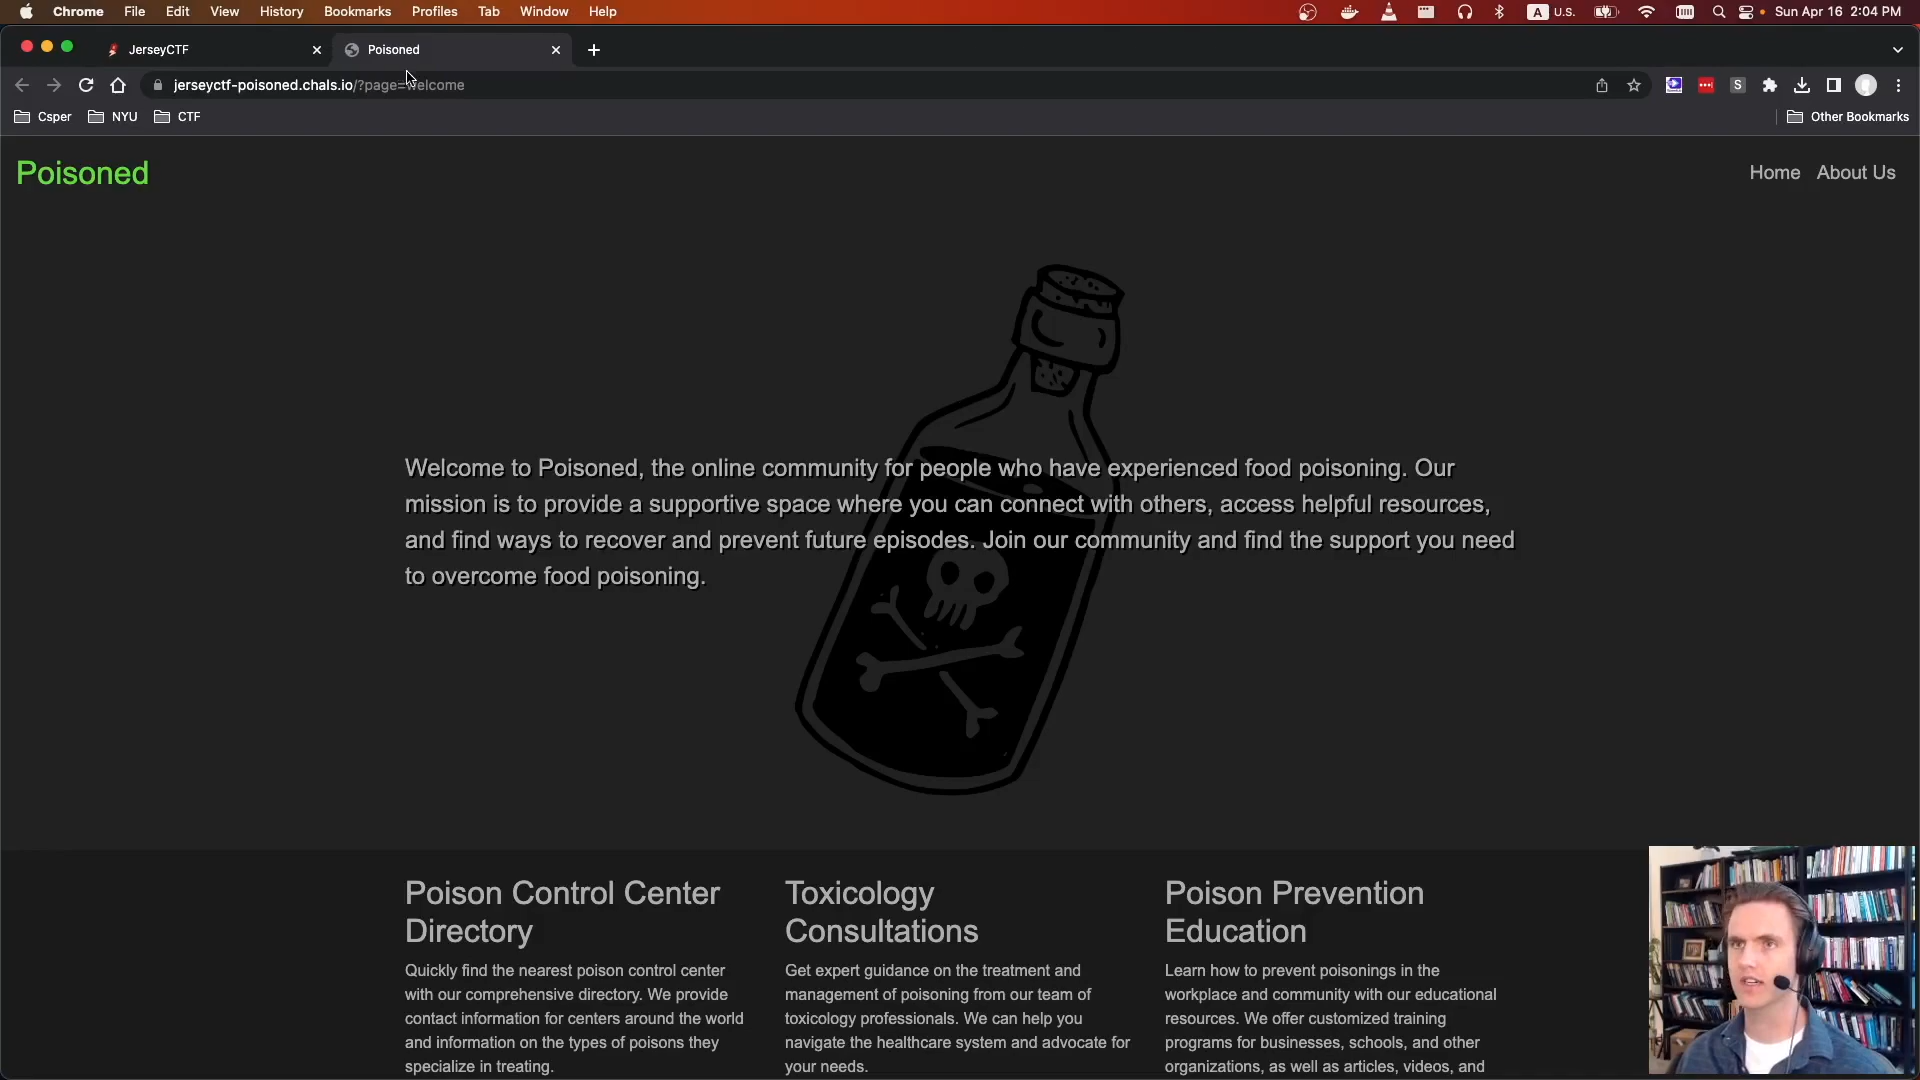 Chrome File Edit View History Bookmarks Profiles Tab Window Help A U.S. Sun Apr 16 2:04 PM
JerseyCTF Poisoned
jerseyctf-poisoned.chals.io/?page=welcome S
Csper NYU CTF Other Bookmarks
Poisoned Home About Us
Welcome to Poisoned, the online community for people who have experienced food poisoning. Our
mission is to provide a supportive space where you can connect with others, access helpful resources,
and find ways to recover and prevent future episodes. Join our community and find the support you need
to overcome food poisoning.
Poison Control Center
Directory
Quickly find the nearest poison control center
with our comprehensive directory. We provide
contact information for centers around the world
and information on the types of poisons they
specialize in treating.
Toxicology
Consultations
Get expert guidance on the treatment and
management of poisoning from our team of
toxicology professionals. We can help you
navigate the healthcare system and advocate for
your needs.
Poison Prevention
Education
Learn how to prevent poisonings in the
workplace and community with our educational
resources. We offer customized training
programs for businesses, schools, and other
organizations, as well as articles, videos, and